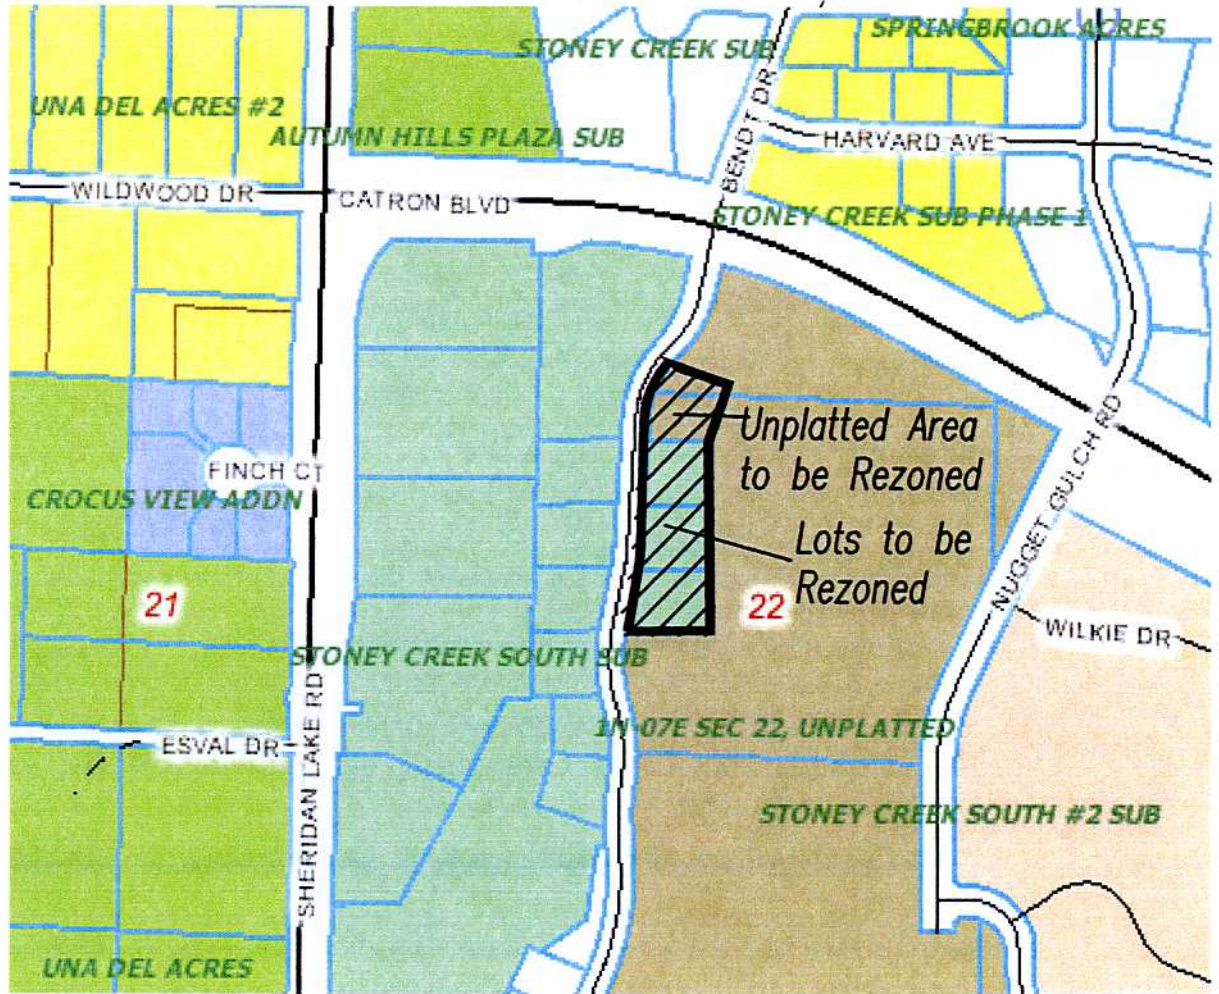 SPRINGBROOK ACRES
STONEY CREEK SUB
UNA DEL ACRES #2
AUTUMN HILLS PLAZA SUB
BENDT DR
HARVARD AVE
WILDWOOD DR
CATRON BLVD
STONEY CREEK SUB PHASE 1
Unplatted Area
to be Rezoned
FINCH CT
CROCUS VIEW ADDN
NUGGET GULCH RD
Lots to be
Rezoned
21
22
WILKIE DR
STONEY CREEK SOUTH SUB
1N-07E SEC 22, UNPLATTED
ESVAL DR
SHERIDAN LAKE RD
STONEY CREEK SOUTH #2 SUB
UNA DEL ACRES